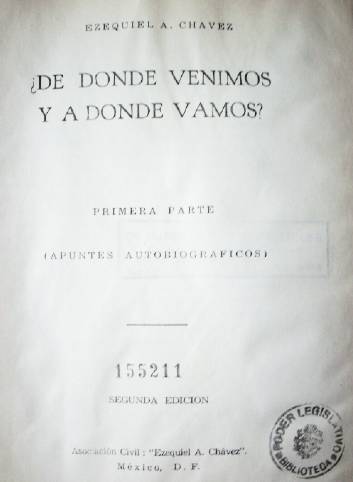 EZEQUIEL A. CHAVEZ
¿DE DONDE VENIMOS
Y A DONDE VAMOS?
PRIMERA PARTE
(APUNTES AUTOBIOGRAFICOS)
155211
SEGUNDA EDICION
PODER LEGISLATIVO
BIBLIOTECA
Asociación Civil: "Ezequiel A. Chávez".
México, D. F.